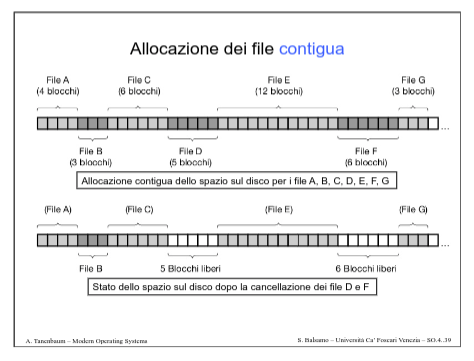 Allocazione dei file contigua
File A
(4 blocchi)
File C
(6 blocchi)
File E
(12 blocchi)
File G
(3 blocchi)
...
File B
(3 blocchi)
File D
(5 blocchi)
File F
(6 blocchi)
Allocazione contigua dello spazio sul disco per i file A, B, C, D, E, F, G
(File A)
(File C)
(File E)
(File G)
...
File B
5 Blocchi liberi
6 Blocchi liberi
Stato dello spazio sul disco dopo la cancellazione dei file D e F
A. Tanenbaum – Modern Operating Systems
S. Balsamo – Università Ca' Foscari Venezia – SO.4.39